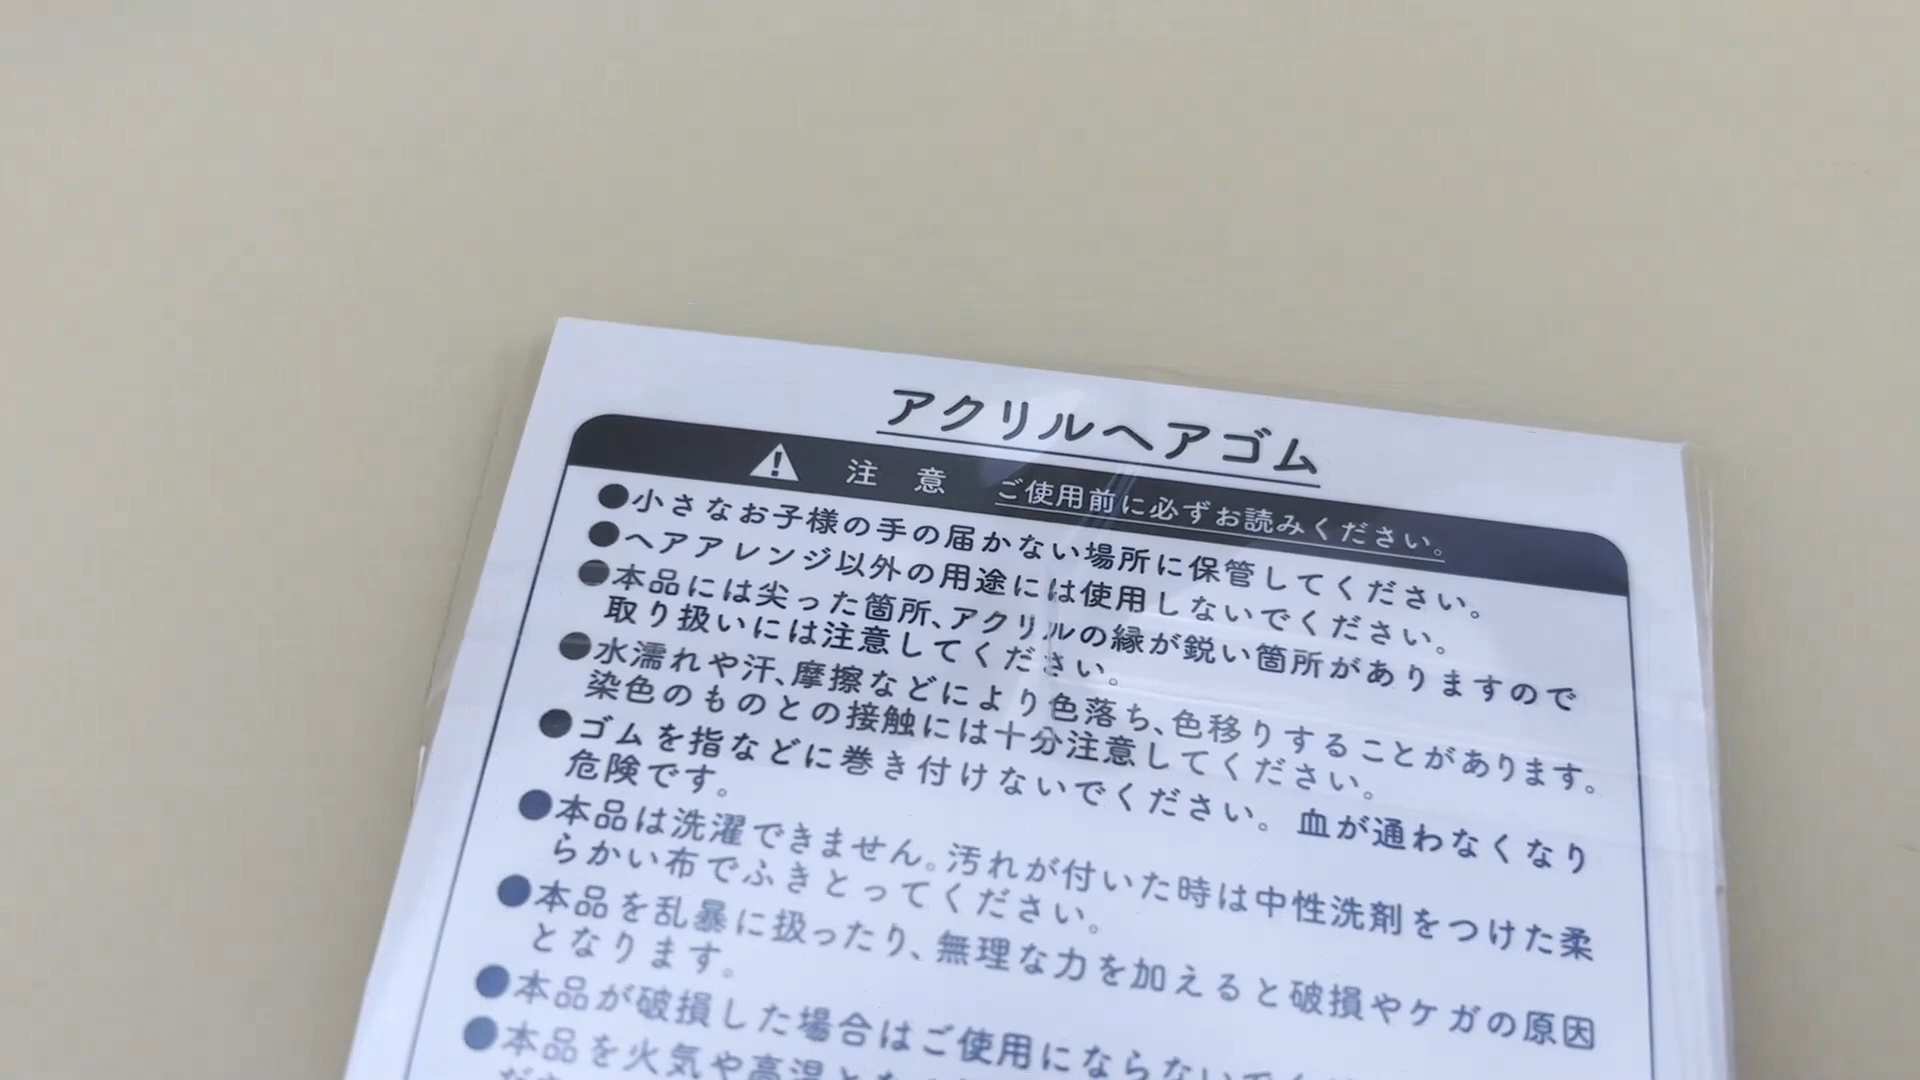 アクリルヘアゴム
注 意 ご使用前に必ずお読みください。
●小さなお子様の手の届かない場所に保管してください。
●ヘアアレンジ以外の用途には使用しないでください。
●本品には尖った箇所、アクリルの縁が鋭い箇所がありますので
取り扱いには注意してください。
●水濡れや汗、摩擦などにより色落ち、色移りすることがあります。
染色のものとの接触には十分注意してください。
●ゴムを指などに巻き付けないでください。血が通わなくなり
危険です。
●本品は洗濯できません。汚れが付いた時は中性洗剤をつけた柔
らかい布でふきとってください。
●本品を乱暴に扱ったり、無理な力を加えると破損やケガの原因
となります。
●本品が破損した場合はご使用にならないでく
●本品を火気や高温